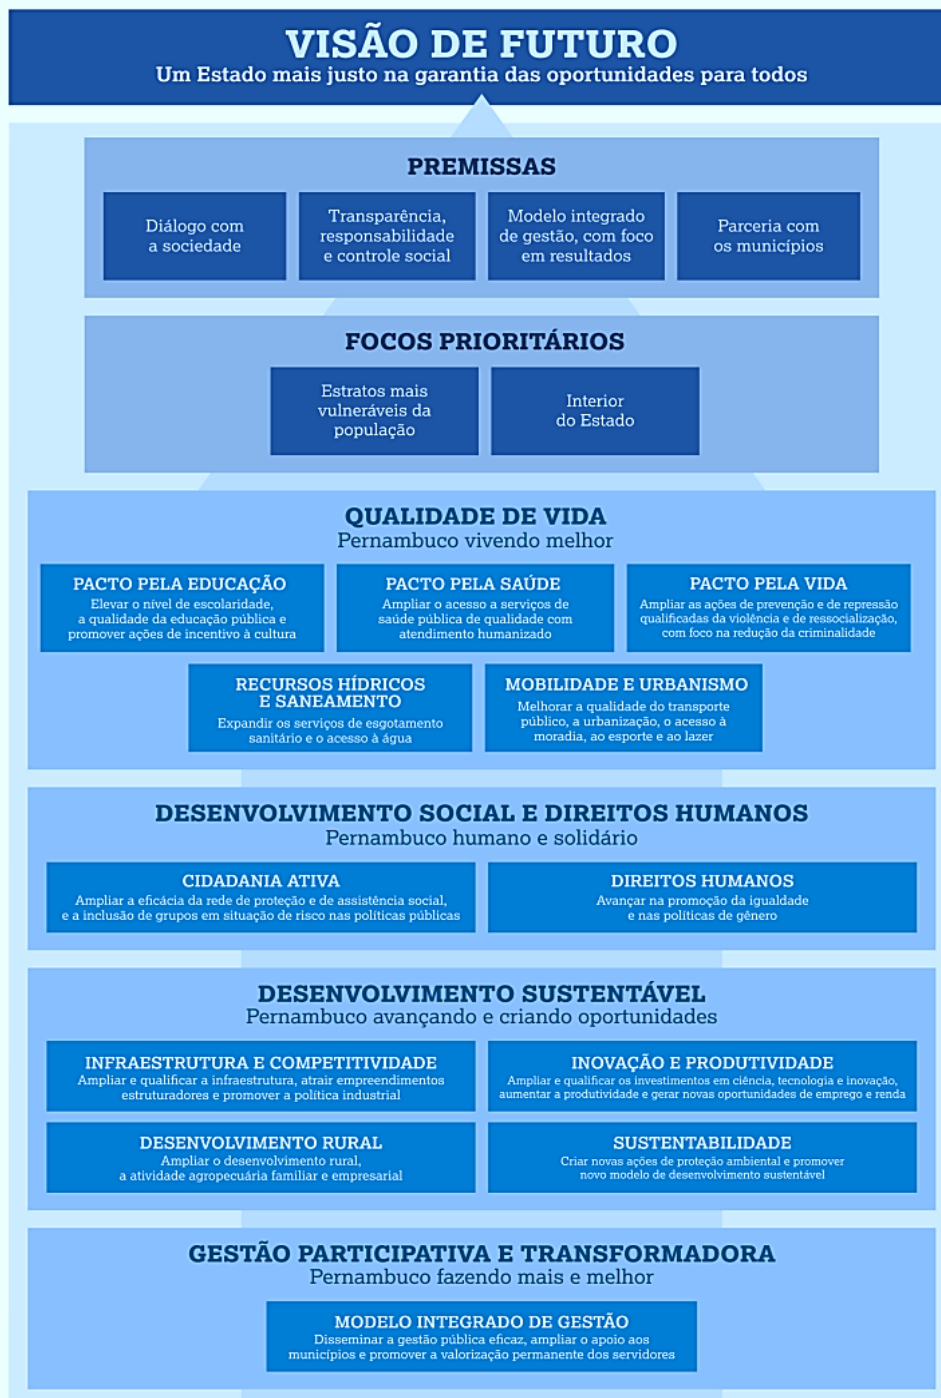 VISÃO DE FUTURO
Um Estado mais justo na garantia das oportunidades para todos
PREMISSAS
Diálogo com
a sociedade
Transparência,
responsabilidade
e controle social
Modelo integrado
de gestão, com foco
em resultados
Parceria com
os municípios
FOCOS PRIORITÁRIOS
Estratos mais
vulneráveis da
população
Interior
do Estado
QUALIDADE DE VIDA
Pernambuco vivendo melhor
PACTO PELA EDUCAÇÃO
Elevar o nível de escolaridade,
a qualidade da educação pública e
promover ações de incentivo à cultura
PACTO PELA SAÚDE
Ampliar o acesso a serviços de
saúde pública de qualidade com
atendimento humanizado
PACTO PELA VIDA
Ampliar as ações de prevenção e de repressão
qualificadas da violência e de ressocialização,
com foco na redução da criminalidade
RECURSOS HÍDRICOS
E SANEAMENTO
Expandir os serviços de esgotamento
sanitário e o acesso à água
MOBILIDADE E URBANISMO
Melhorar a qualidade do transporte
público, a urbanização, o acesso à
moradia, ao esporte e ao lazer
DESENVOLVIMENTO SOCIAL E DIREITOS HUMANOS
Pernambuco humano e solidário
CIDADANIA ATIVA
Ampliar a eficácia da rede de proteção e de assistência social,
e a inclusão de grupos em situação de risco nas políticas públicas
DIREITOS HUMANOS
Avançar na promoção da igualdade
e nas políticas de gênero
DESENVOLVIMENTO SUSTENTÁVEL
Pernambuco avançando e criando oportunidades
INFRAESTRUTURA E COMPETITIVIDADE
Ampliar e qualificar a infraestrutura, atrair empreendimentos
estruturadores e promover a política industrial
INOVAÇÃO E PRODUTIVIDADE
Ampliar e qualificar os investimentos em ciência, tecnologia e inovação,
aumentar a produtividade e gerar novas oportunidades de emprego e renda
DESENVOLVIMENTO RURAL
Ampliar o desenvolvimento rural,
a atividade agropecuária familiar e empresarial
SUSTENTABILIDADE
Criar novas ações de proteção ambiental e promover
novo modelo de desenvolvimento sustentável
GESTÃO PARTICIPATIVA E TRANSFORMADORA
Pernambuco fazendo mais e melhor
MODELO INTEGRADO DE GESTÃO
Disseminar a gestão pública eficaz, ampliar o apoio aos
municípios e promover a valorização permanente dos servidores